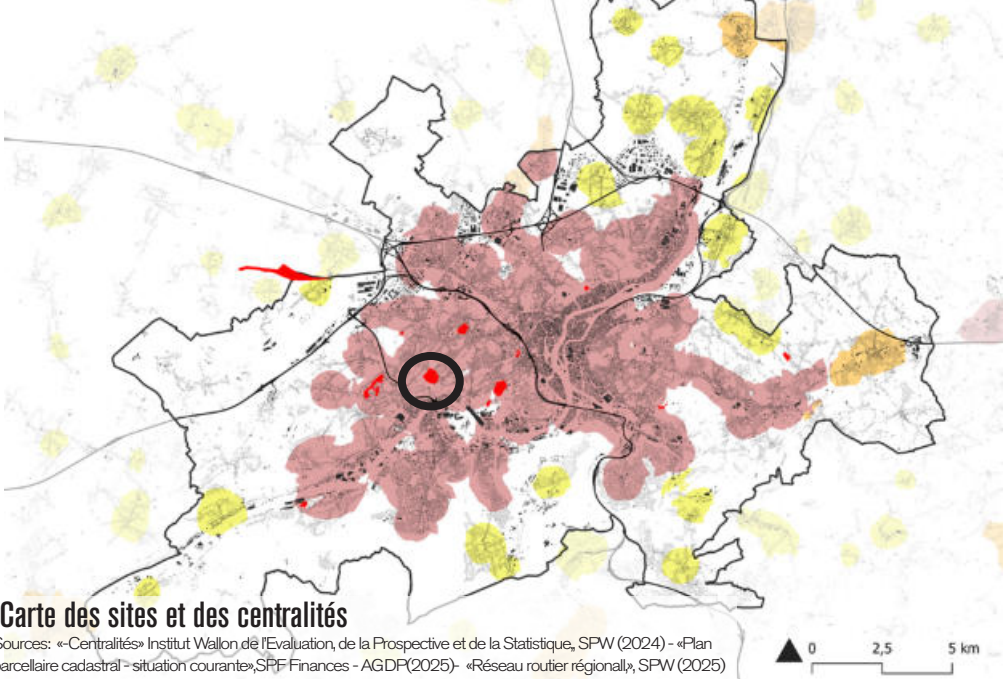 Carte des sites et des centralités
Sources: «-Centralités» Institut Wallon de l'Evaluation, de la Prospective et de la Statistique,, SPW (2024) - «Plan
arcellaire cadastral - situation courante»,SPF Finances - AGDP(2025)- «Réseau routier régional,», SPW (2025)
0 2,5 5 km